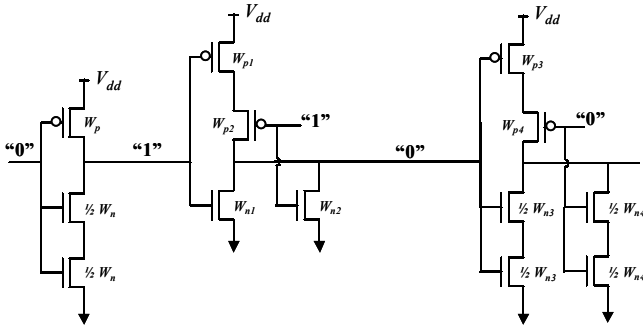 V_dd
V_dd
V_dd
W_p
W_p1
W_p2
W_p3
W_p4
“0”
“1”
“1”
“0”
“0”
½ W_n
½ W_n
W_n1
W_n2
½ W_n3
½ W_n3
½ W_n4
½ W_n4